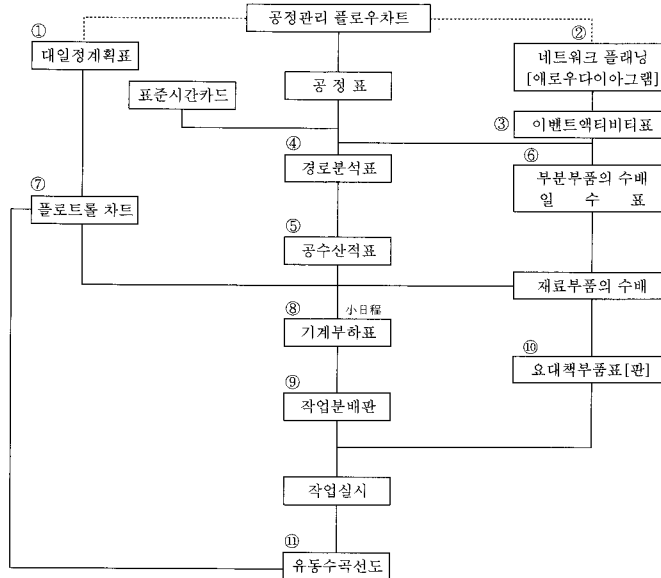 공정관리 플로우차트
①
대일정계획표
②
네트워크 플래닝
[애로우다이아그램]
공 정 표
표준시간카드
③ 이벤트액티비티표
④
경로분석표
⑥
부분부품의 수배
일 수 표
⑦
플로트롤 차트
⑤
공수산적표
재료부품의 수배
⑧ 小日程
기계부하표
⑩
요대책부품표[판]
⑨
작업분배판
작업실시
⑪
유동수곡선도